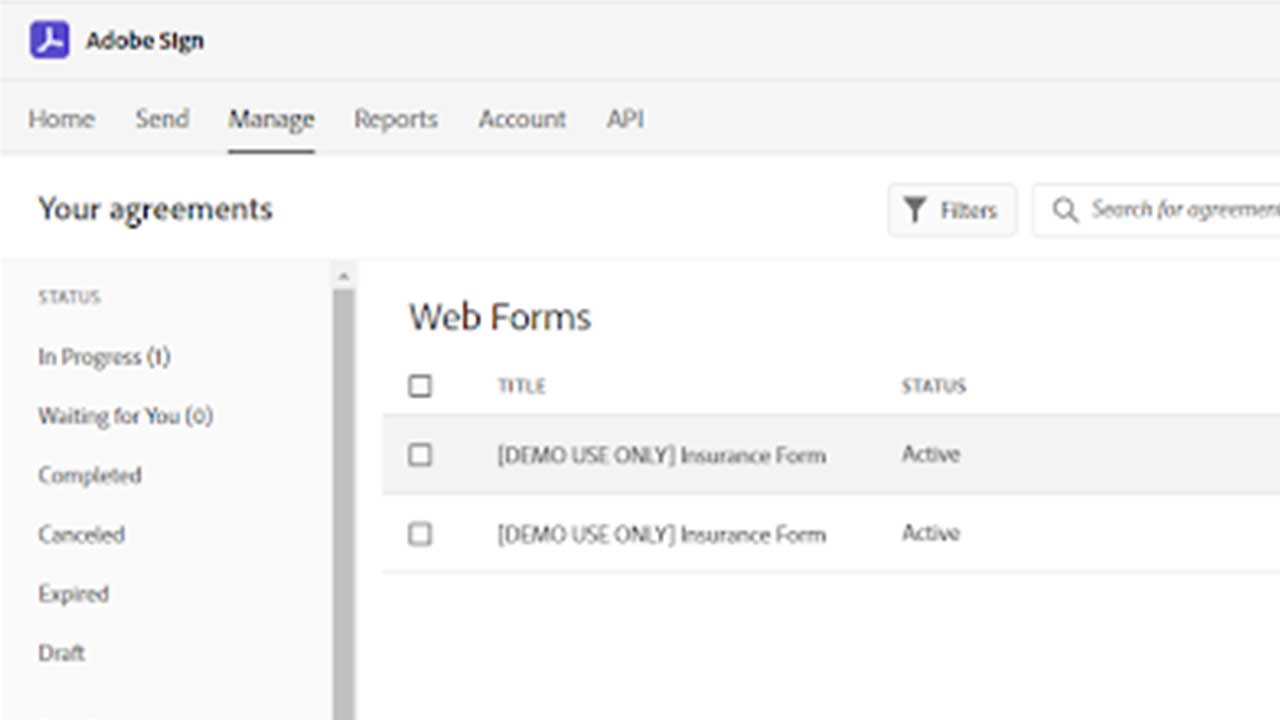 Adobe Sign
Home Send Manage Reports Account API
Your agreements
Filters
Search for agreement
STATUS
In Progress (1)
Waiting for You (0)
Completed
Canceled
Expired
Draft
Web Forms
TITLE STATUS
[DEMO USE ONLY] Insurance Form Active
[DEMO USE ONLY] Insurance Form Active